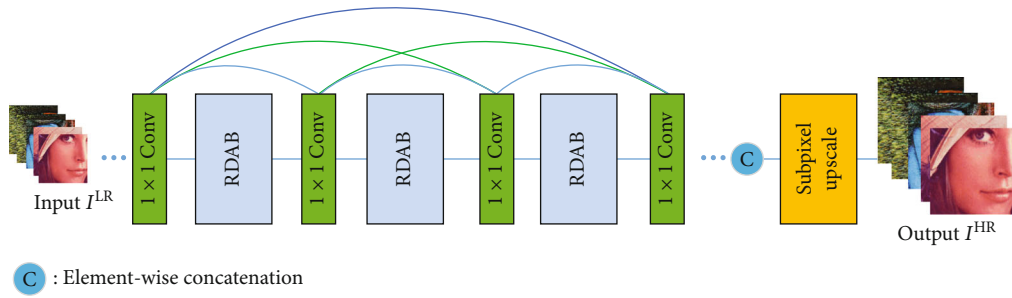 Input I^LR
1 × 1 Conv
RDAB
1 × 1 Conv
RDAB
1 × 1 Conv
RDAB
1 × 1 Conv
C
Subpixel
upscale
Output I^HR
C : Element-wise concatenation